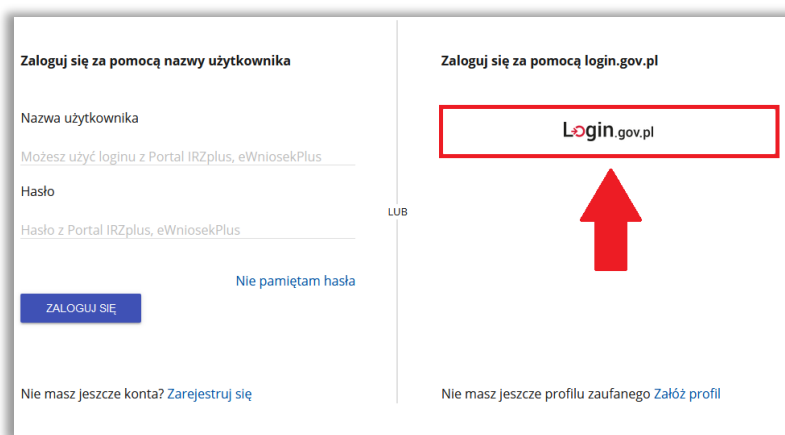 Zaloguj się za pomocą nazwy użytkownika
Nazwa użytkownika
Możesz użyć loginu z Portal IRZplus, eWniosekPlus
Hasło
Hasło z Portal IRZplus, eWniosekPlus
Nie pamiętam hasła
ZALOGUJ SIĘ
Nie masz jeszcze konta? Zarejestruj się
LUB
Zaloguj się za pomocą login.gov.pl
Login.gov.pl
Nie masz jeszcze profilu zaufanego Załóż profil